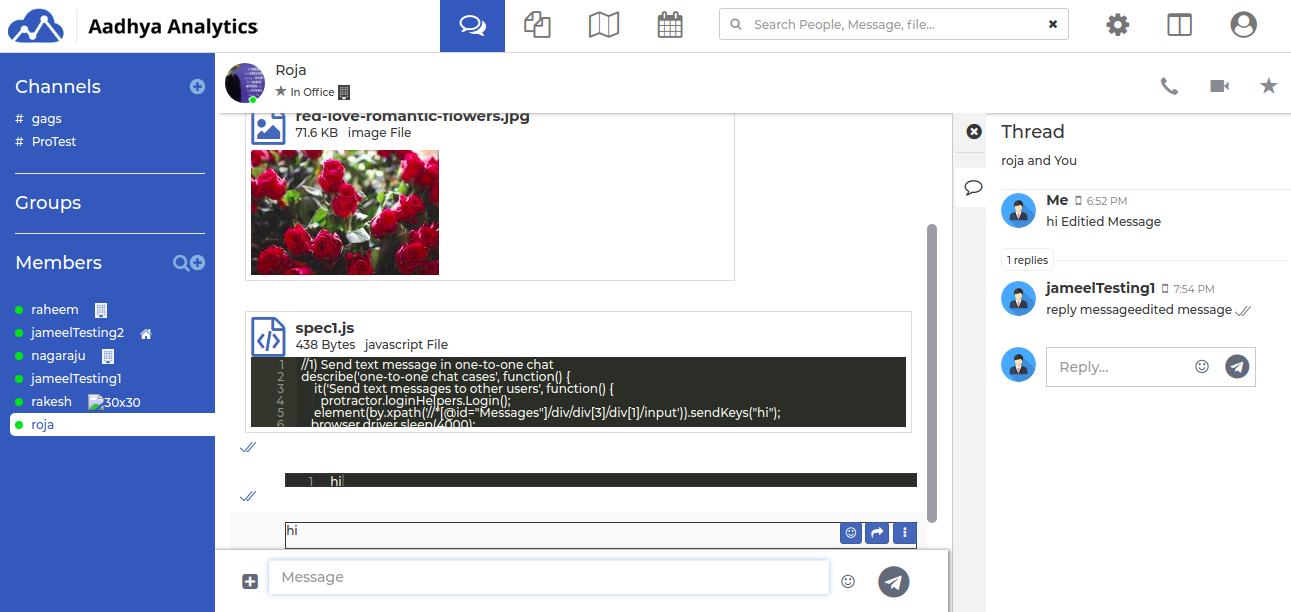 Aadhya Analytics
Search People, Message, file...
Channels
# gags
# ProTest
Groups
Members
raheem
jameelTesting2
nagaraju
jameelTesting1
rakesh 30x30
roja
Roja
In Office
red-love-romantic-flowers.jpg
71.6 KB image File
spec1.js
438 Bytes javascript File
1 //1) Send text message in one-to-one chat
2 describe('one-to-one chat cases', function() {
3 it('Send text messages to other users', function() {
4 protractor.loginHelpers.Login();
5 element(by.xpath('//*[@id="Messages"]/div/div[3]/div[1]/input')).sendKeys("hi");
6 browser.driver.sleep(4000);
1 hi
hi
Message
Thread
roja and You
Me 6:52 PM
hi Editied Message
1 replies
jameelTesting1 7:54 PM
reply messageedited message
Reply...